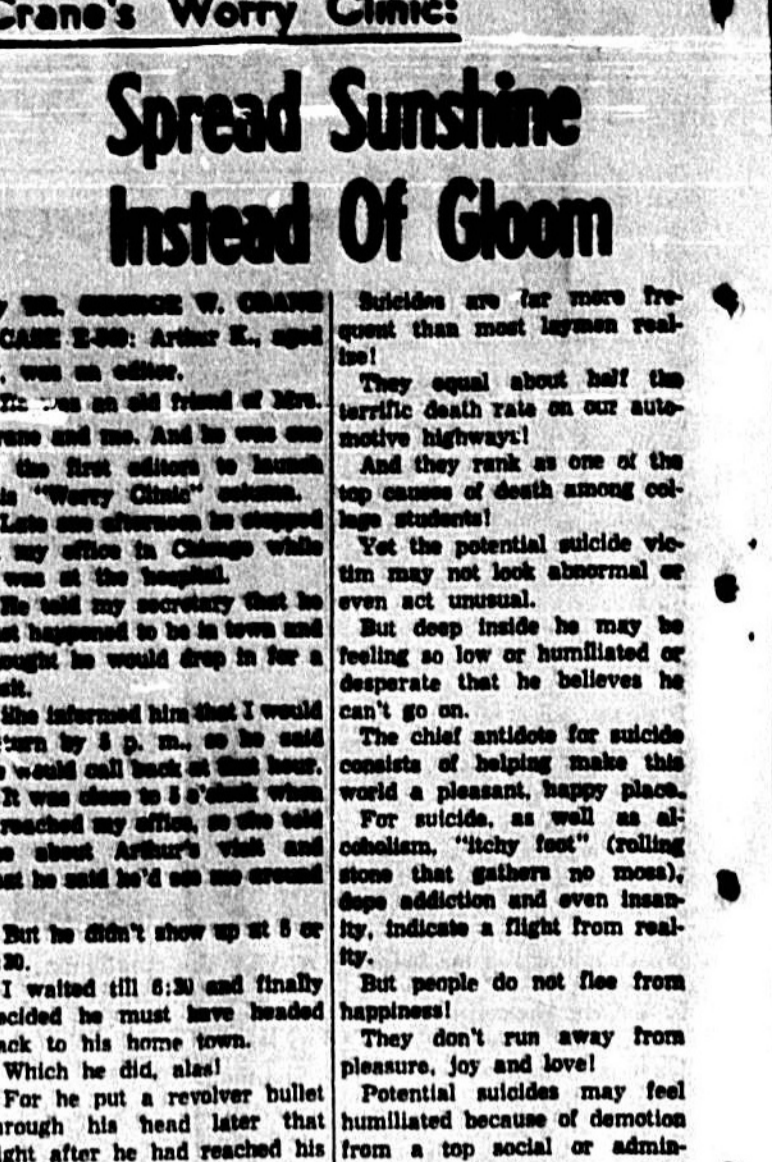 Crane's Worry Clinic:
Spread Sunshine
Instead Of Gloom
DR. GEORGE W. CRANE
CASE Arthur K., aged
was an editor.
He was an old friend of Mrs.
rane and me. And he was one
the first editors to launch
is "Worry Clinic" column.
Late one afternoon he stopped
my office in Chicago while
was at the hospital.
He told my secretary that he
st happened to be in town and
ought he would drop in for a
sit.
She informed him that I would
turn by 5 p. m., so he said
would call back at that hour.
It was close to 5 o'clock when
reached my office, so she told
about Arthur's visit and
at he said he'd see me around
But he didn't show up at 5 or
:30.
I waited till 6:30 and finally
ecided he must have headed
ack to his home town.
Which he did, alas!
For he put a revolver bullet
rough his head later that
ight after he had reached his
Suicides are far more fre-
quent than most laymen real-
ize!
They equal about half the
terrific death rate on our auto-
motive highways!
And they rank as one of the
top causes of death among col-
lege students!
Yet the potential suicide vic-
tim may not look abnormal or
even act unusual.
But deep inside he may be
feeling so low or humiliated or
desperate that he believes he
can't go on.
The chief antidote for suicide
consists of helping make this
world a pleasant, happy place.
For suicide, as well as al-
coholism, "itchy foot" (rolling
stone that gathers no moss),
dope addiction and even insan-
ity, indicate a flight from real-
ity.
But people do not flee from
happiness!
They don't run away from
pleasure, joy and love!
Potential suicides may feel
humiliated because of demotion
from a top social or admin-